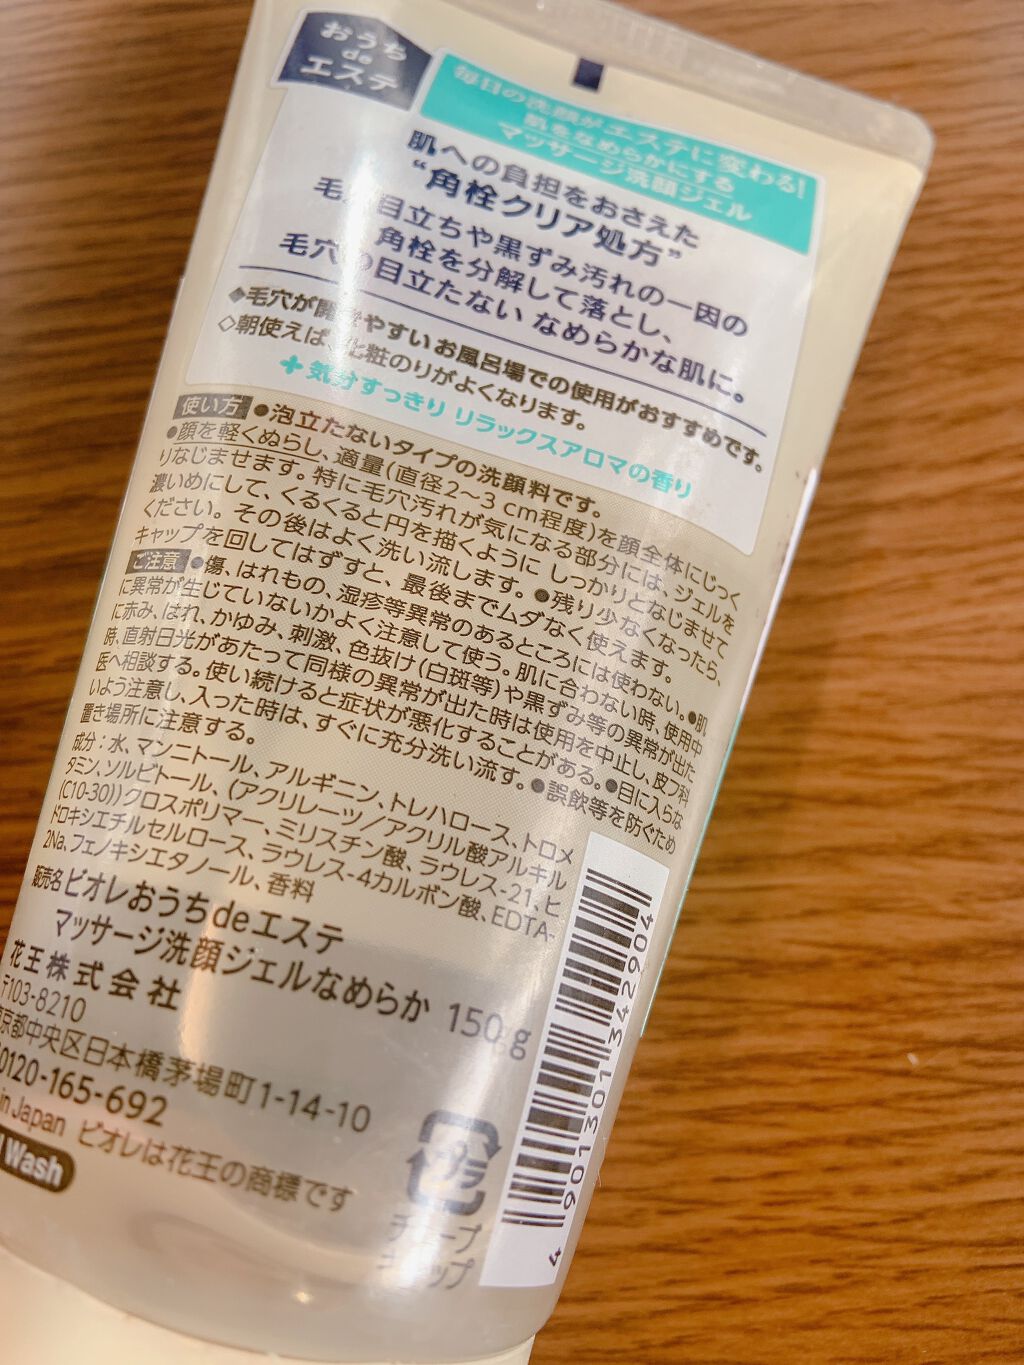 おうち
de
エステ
毎日の洗顔がエステに変わる!
肌をなめらかにする
マッサージ洗顔ジェル
肌への負担をおさえた
“角栓クリア処方”
毛穴目立ちや黒ずみ汚れの一因の
角栓を分解して落とし、
毛穴の目立たない なめらかな肌に。
◆毛穴が開きやすいお風呂場での使用がおすすめです。
◇朝使えば、化粧のりがよくなります。
+気分すっきり リラックスアロマの香り
使い方 ●泡立たないタイプの洗顔料です。
●顔を軽くぬらし、適量(直径2~3 cm程度)を顔全体にじっく
りなじませます。特に毛穴汚れが気になる部分には、ジェルを
濃いめにして、くるくると円を描くように しっかりとなじませて
ください。その後はよく洗い流します。●残り少なくなったら、
キャップを回してはずすと、最後までムダなく使えます。
ご注意 ●傷、はれもの、湿疹等異常のあるところには使わない。●肌
に異常が生じていないかよく注意して使う。肌に合わない時、使用中
に赤み、はれ、かゆみ、刺激、色抜け(白斑等)や黒ずみ等の異常が出た
時、直射日光があたって同様の異常が出た時は使用を中止し、皮フ科
医へ相談する。使い続けると症状が悪化することがある。●目に入らな
いよう注意し、入った時は、すぐに充分洗い流す。●誤飲等を防ぐため
置き場所に注意する。
成分:水、マンニトール、アルギニン、トレハロース、トロメ
タミン、ソルビトール、(アクリレーツ/アクリル酸アルキル
(C10-30))クロスポリマー、ミリスチン酸、ラウレス-21、ヒ
ドロキシエチルセルロース、ラウレス-4カルボン酸、EDTA-
2Na、フェノキシエタノール、香料
販売名 ビオレおうちdeエステ
マッサージ洗顔ジェルなめらか 150g
花王株式会社
〒103-8210
東京都中央区日本橋茅場町1-14-10
0120-165-692
in Japan ビオレは花王の商標です
Wash
プラ
チューブ
キャップ
4 901301 342904